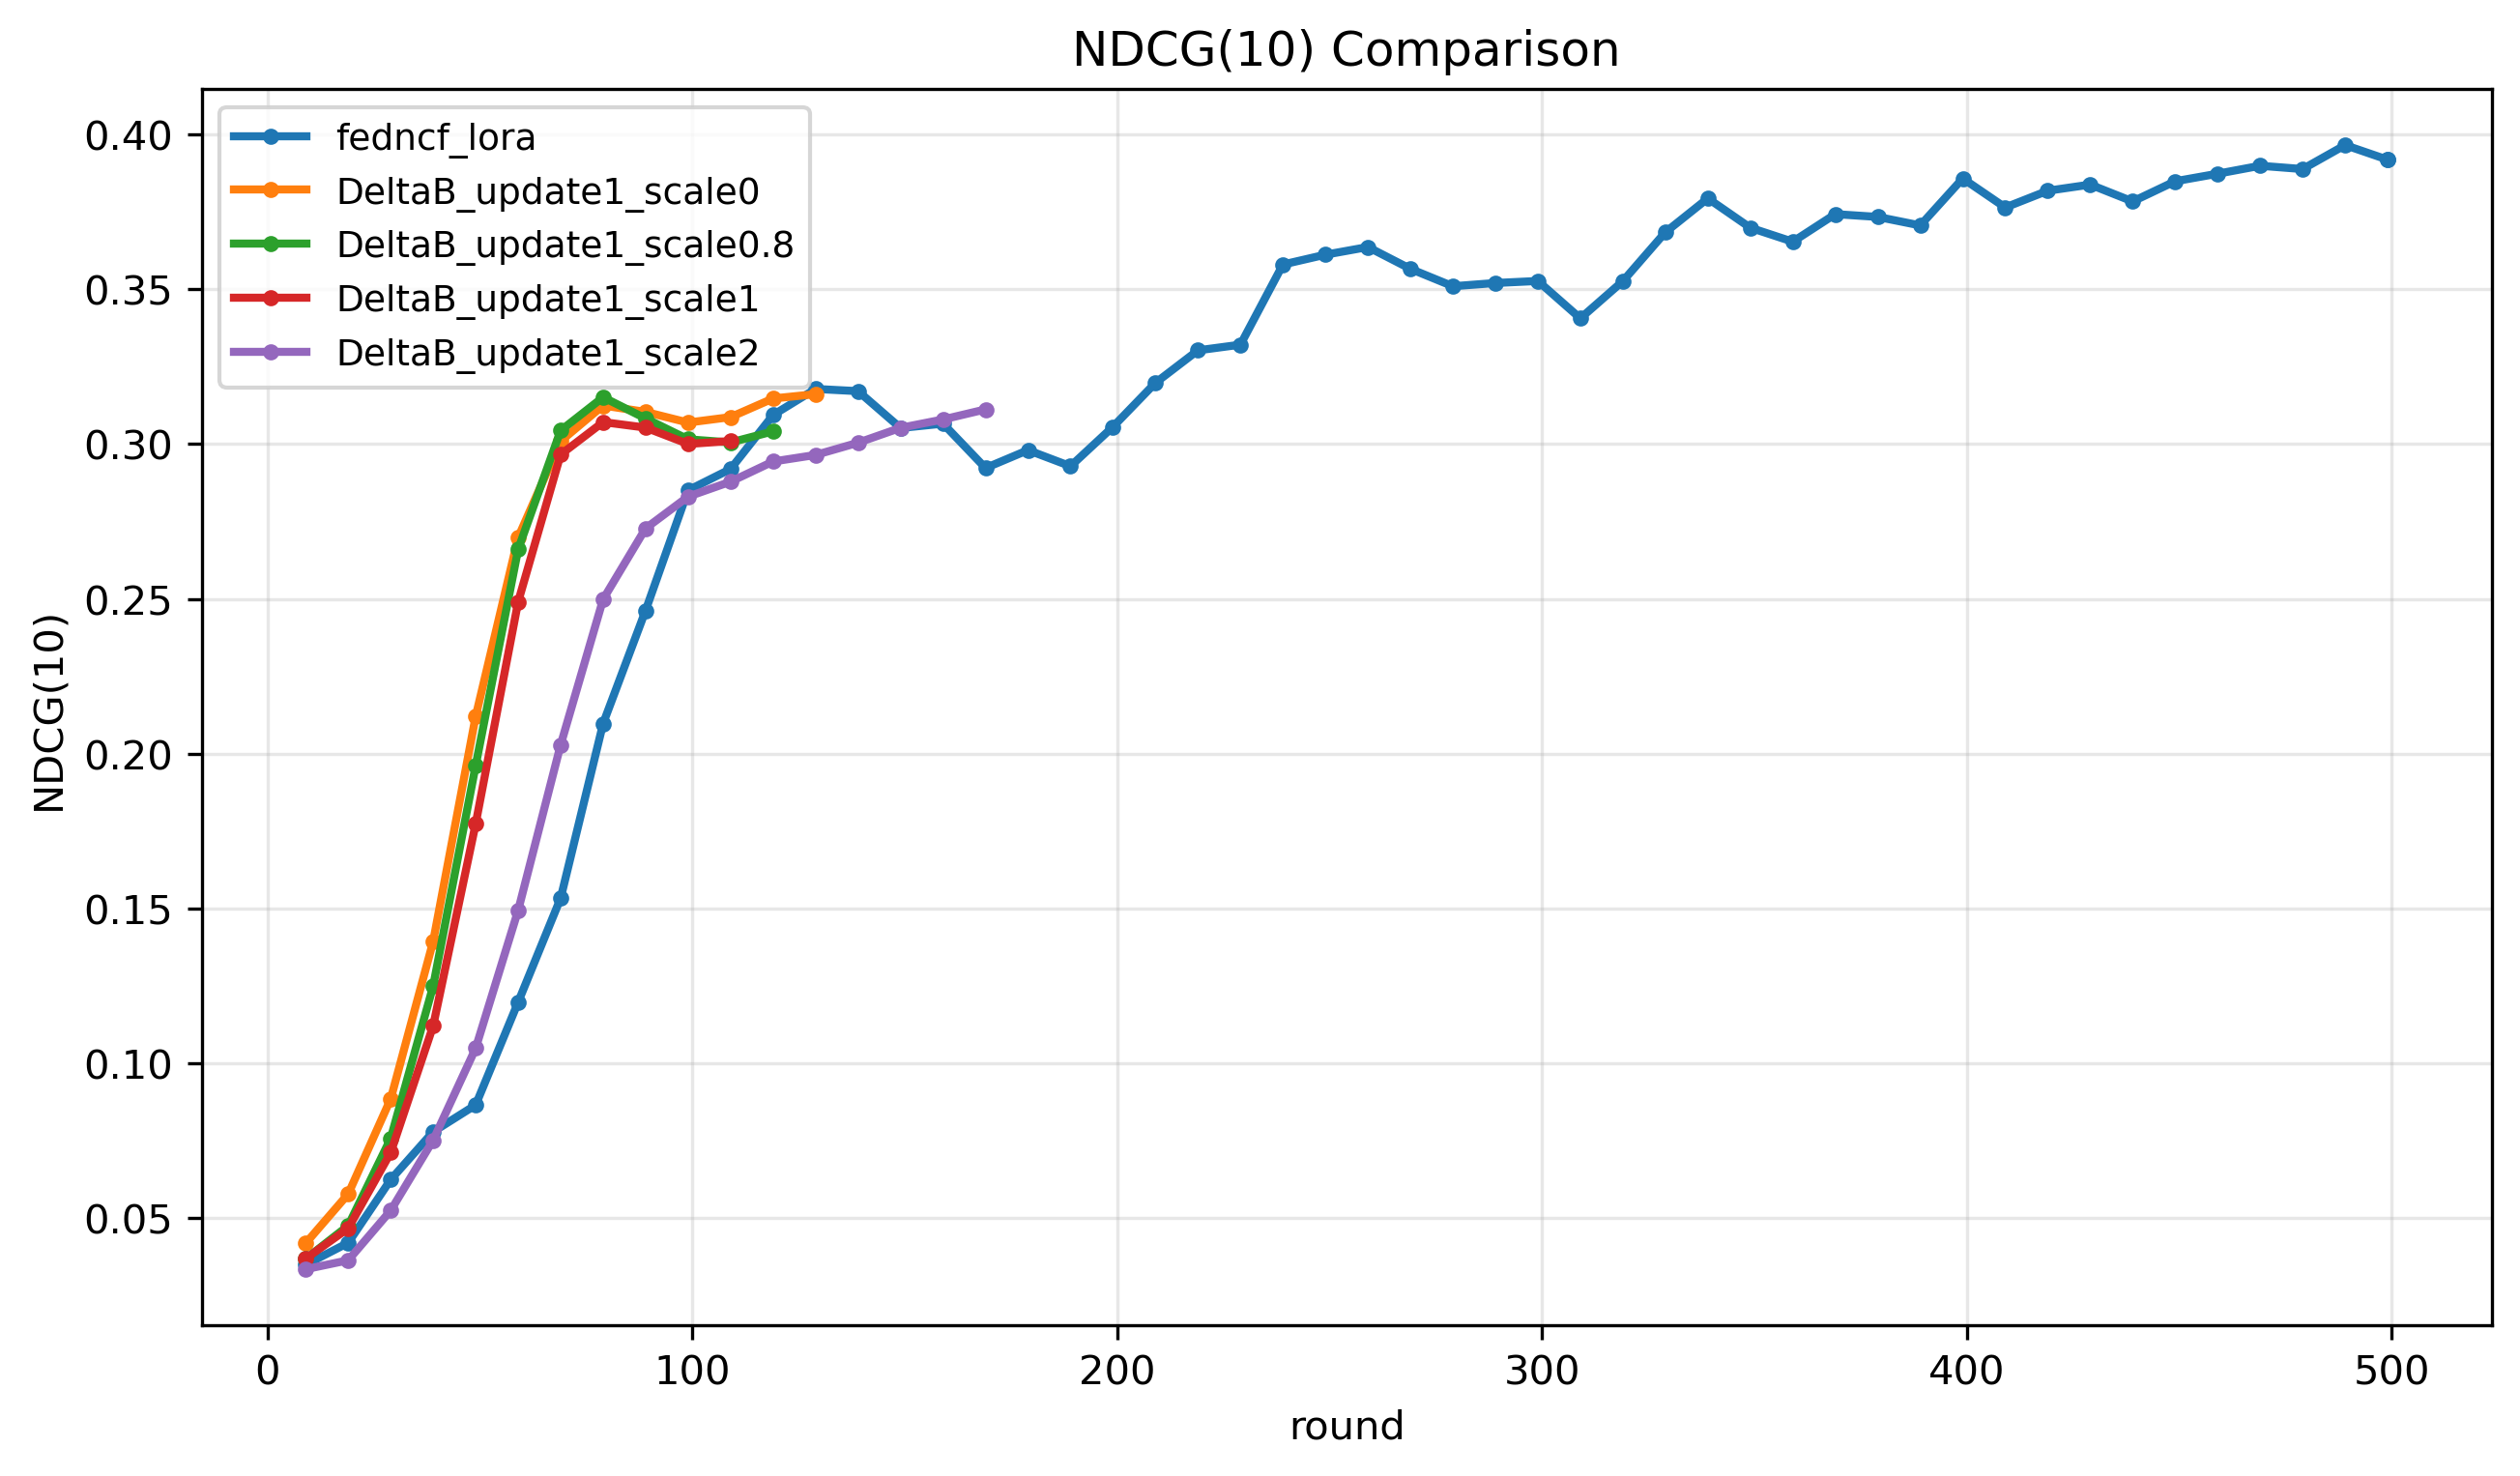 NDCG(10) Comparison
fedncf_lora
DeltaB_update1_scale0
DeltaB_update1_scale0.8
DeltaB_update1_scale1
DeltaB_update1_scale2
NDCG(10)
0.40
0.35
0.30
0.25
0.20
0.15
0.10
0.05
0 100 200 300 400 500
round